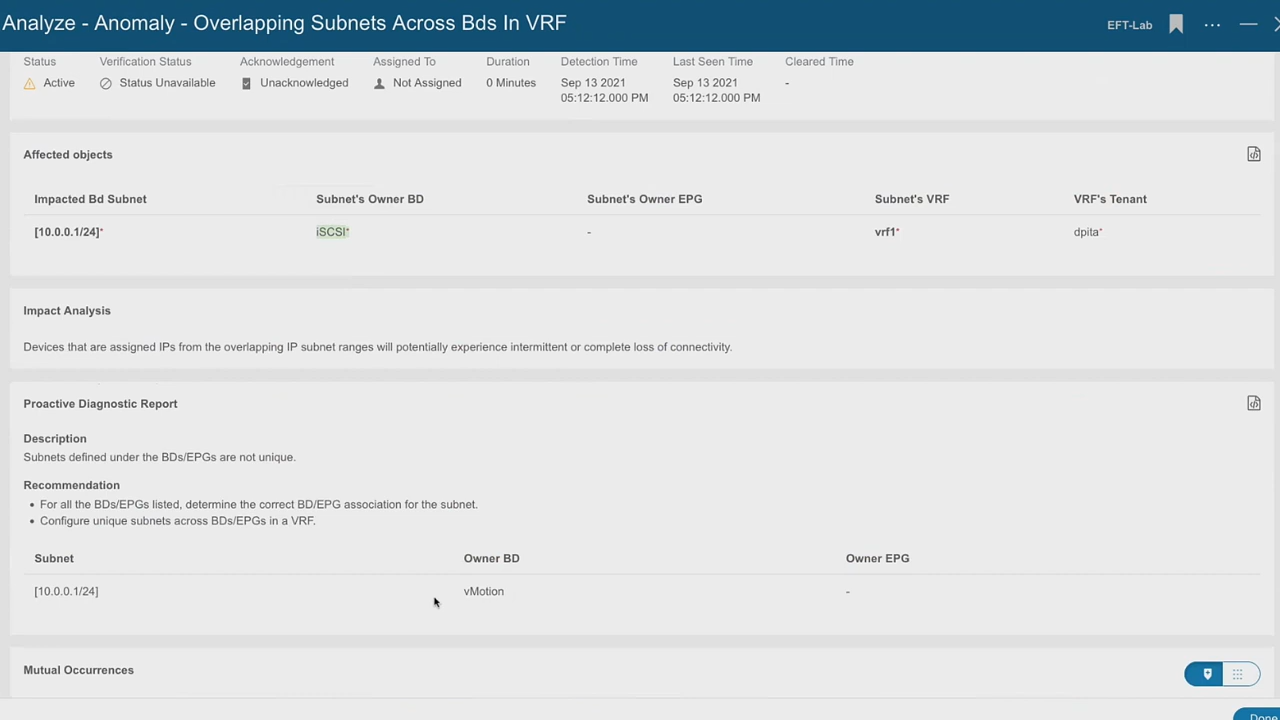 Analyze - Anomaly - Overlapping Subnets Across Bds In VRF
EFT-Lab
Status Verification Status Acknowledgement Assigned To Duration Detection Time Last Seen Time Cleared Time
Active Status Unavailable Unacknowledged Not Assigned 0 Minutes Sep 13 2021 Sep 13 2021 -
05:12:12.000 PM 05:12:12.000 PM
Affected objects
Impacted Bd Subnet Subnet's Owner BD Subnet's Owner EPG Subnet's VRF VRF's Tenant
[10.0.0.1/24]* iSCSI* - vrf1* dpita*
Impact Analysis
Devices that are assigned IPs from the overlapping IP subnet ranges will potentially experience intermittent or complete loss of connectivity.
Proactive Diagnostic Report
Description
Subnets defined under the BDs/EPGs are not unique.
Recommendation
• For all the BDs/EPGs listed, determine the correct BD/EPG association for the subnet.
• Configure unique subnets across BDs/EPGs in a VRF.
Subnet Owner BD Owner EPG
[10.0.0.1/24] vMotion -
Mutual Occurrences
Done